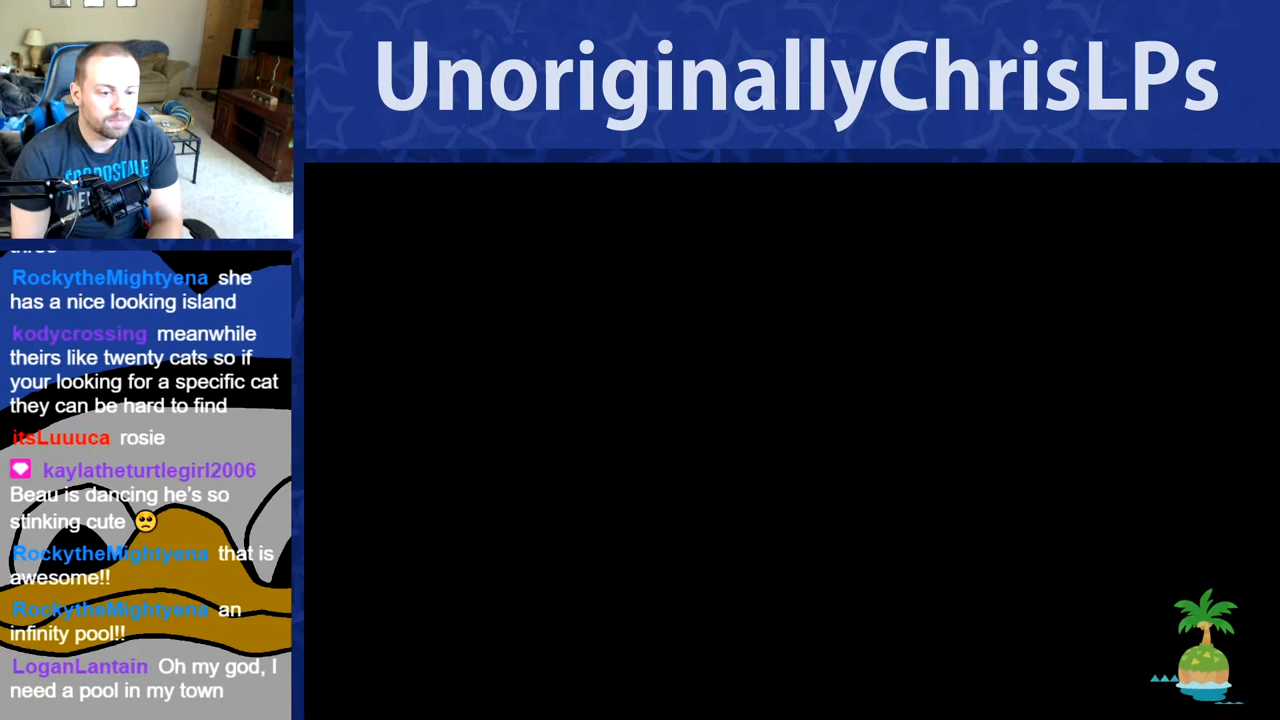 UnoriginallyChrisLPs
RockytheMightyena she
has a nice looking island
kodycrossing meanwhile
theirs like twenty cats so if
your looking for a specific cat
they can be hard to find
itsLuuuca rosie
kaylatheturtlegirl2006
Beau is dancing he's so
stinking cute 🥺
RockytheMightyena that is
awesome!!
RockytheMightyena an
infinity pool!!
LoganLantain Oh my god, I
need a pool in my town